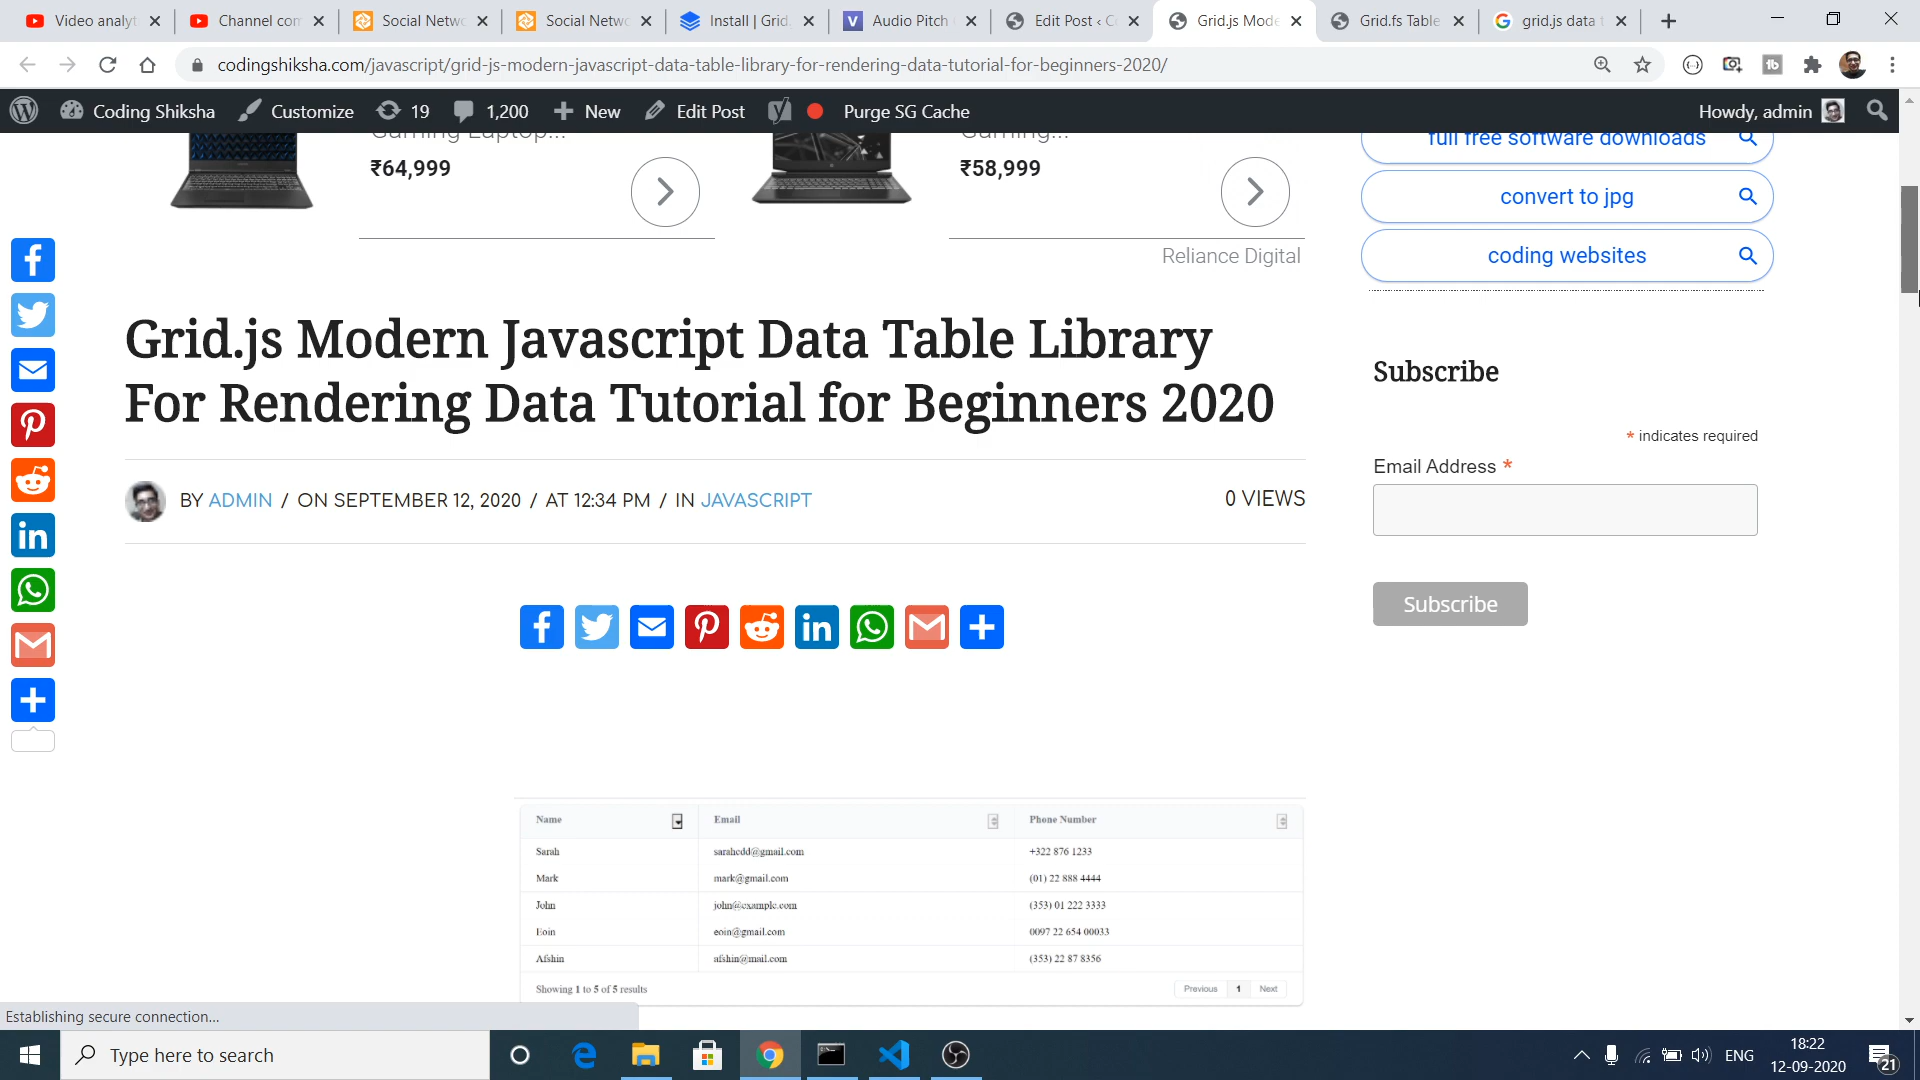 Video analyt
Channel con
Social Netwo
Social Netwo
Install | Grid.
Audio Pitch
Edit Post ‹ C
Grid.js Mode
Grid.fs Table
grid.js data t
codingshiksha.com/javascript/grid-js-modern-javascript-data-table-library-for-rendering-data-tutorial-for-beginners-2020/
Coding Shiksha
Customize
19
1,200
New
Edit Post
Purge SG Cache
Howdy, admin
Gaming Laptop...
₹64,999
Gaming...
₹58,999
Reliance Digital
full free software downloads
convert to jpg
coding websites
Grid.js Modern Javascript Data Table Library
For Rendering Data Tutorial for Beginners 2020
BY ADMIN / ON SEPTEMBER 12, 2020 / AT 12:34 PM / IN JAVASCRIPT
0 VIEWS
Subscribe
* indicates required
Email Address *
Subscribe
Name Email Phone Number
Sarah sarahcdd@gmail.com +322 876 1233
Mark mark@gmail.com (01) 22 888 4444
John john@example.com (353) 01 222 3333
Eoin eoin@gmail.com 0097 22 654 00033
Afshin afshin@mail.com (353) 22 87 8356
Showing 1 to 5 of 5 results
Previous 1 Next
Establishing secure connection...
Type here to search
ENG
18:22
12-09-2020
21